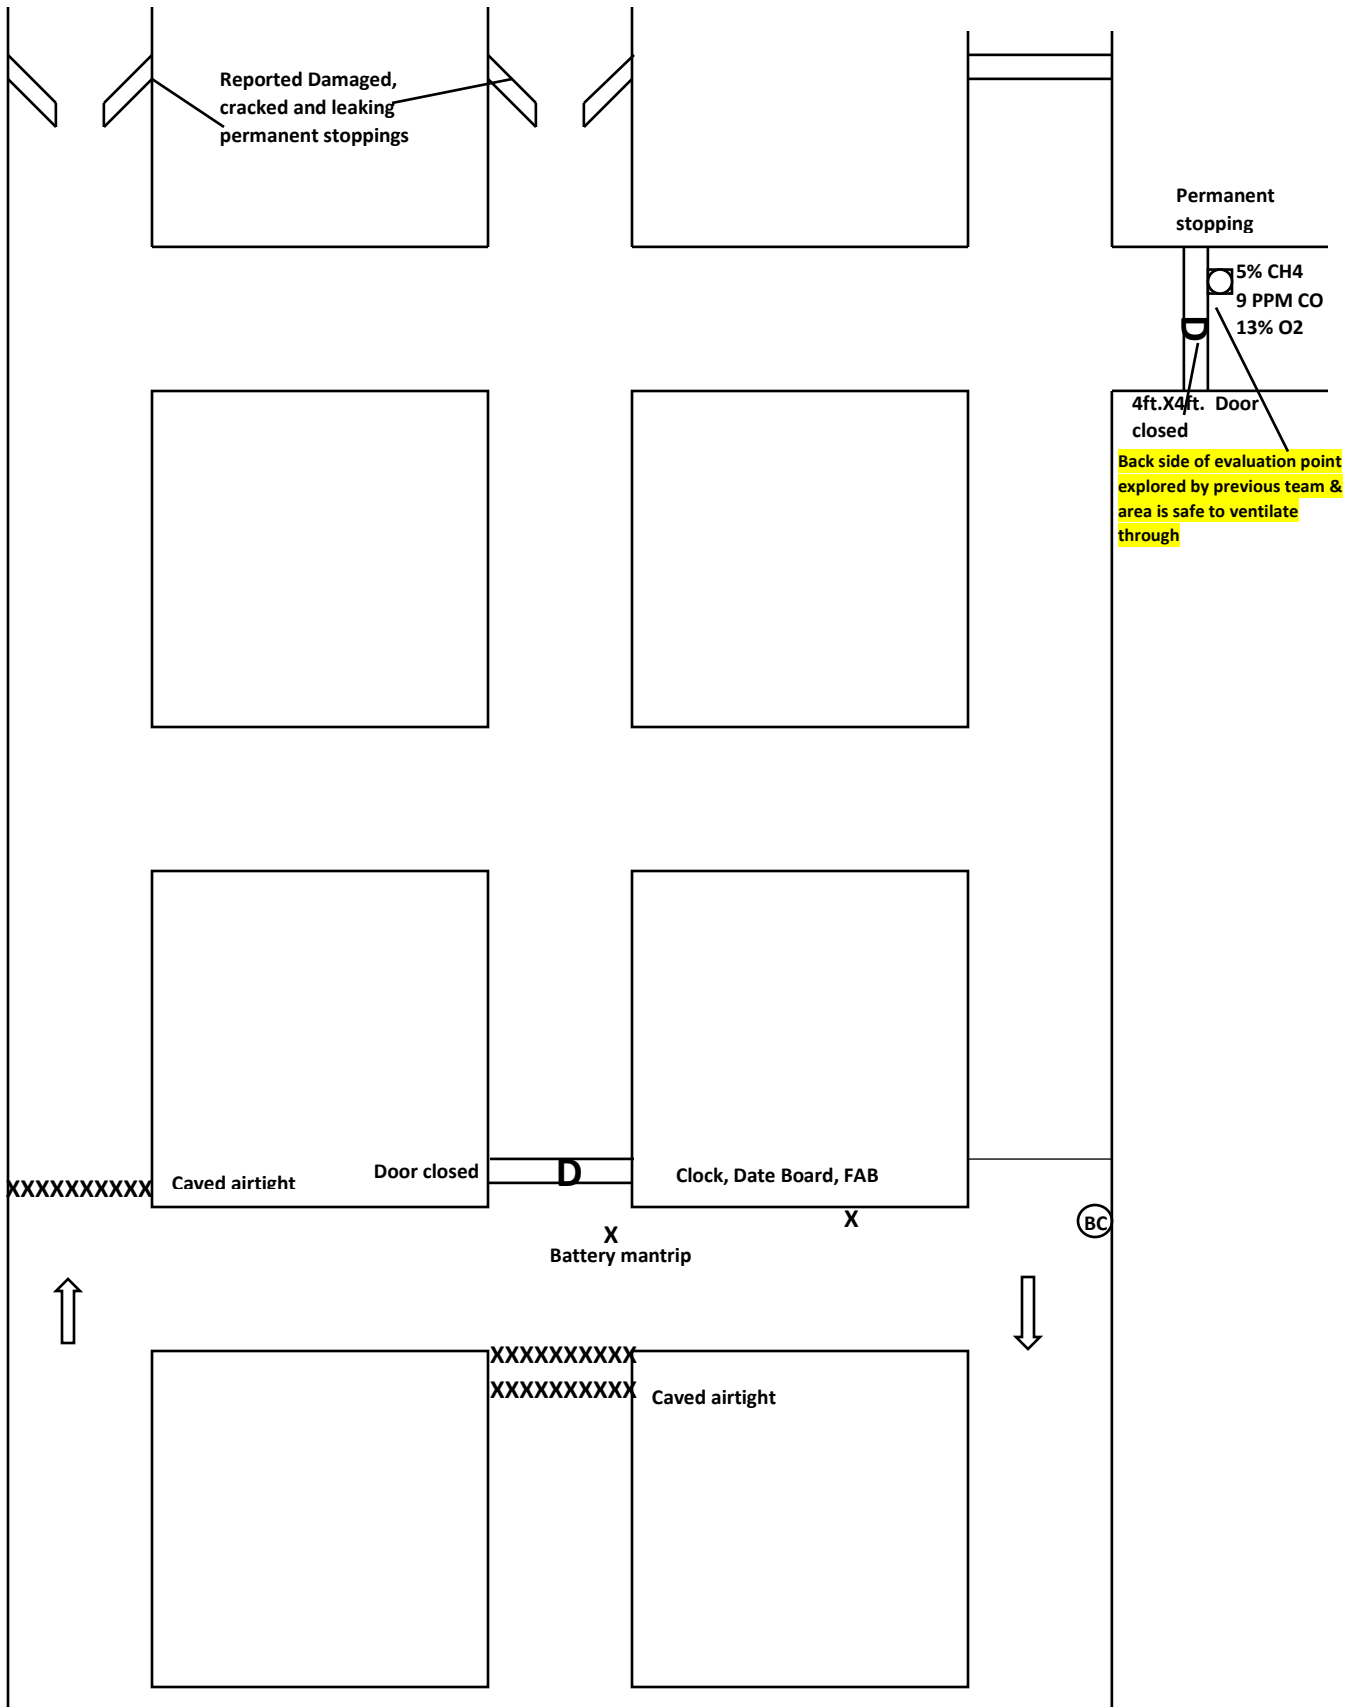 Reported Damaged,
cracked and leaking
permanent stoppings
Permanent
stopping
5% CH4
9 PPM CO
13% O2
D
4ft.X4ft. Door
closed
Back side of evaluation point
explored by previous team &
area is safe to ventilate
through
XXXXXXXXXX
Caved airtight
Door closed
D
Clock, Date Board, FAB
X
BC
X
Battery mantrip
XXXXXXXXXX
XXXXXXXXXX
Caved airtight